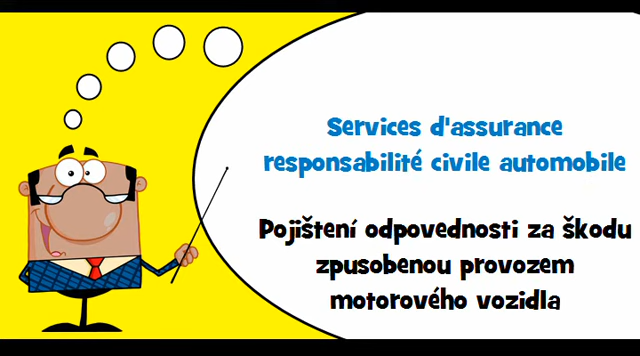 Services d'assurance
responsabilité civile automobile
Pojištení odpovednosti za škodu
zpusobenou provozem
motorového vozidla